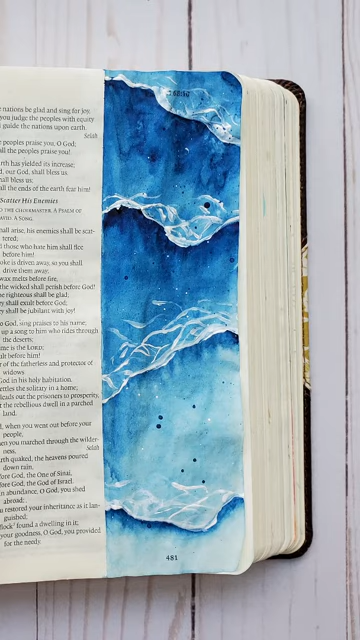 nations be glad and sing for joy,
you judge the peoples with equity
guide the nations upon earth.
Selah
peoples praise you, O God;
all the peoples praise you!
earth has yielded its increase;
our God, shall bless us.
shall bless us;
all the ends of the earth fear him!
Scatter His Enemies
TO THE CHOIRMASTER. A PSALM OF
DAVID. A SONG.
shall arise, his enemies shall be scat-
tered;
those who hate him shall flee
before him!
smoke is driven away, so you shall
drive them away;
wax melts before fire,
the wicked shall perish before God!
the righteous shall be glad;
they shall exult before God;
they shall be jubilant with joy!
to God, sing praises to his name;
up a song to him who rides through
the deserts;
name is the LORD;
exult before him!
of the fatherless and protector of
widows
God in his holy habitation.
settles the solitary in a home;
leads out the prisoners to prosperity,
the rebellious dwell in a parched
land.
when you went out before your
people,
when you marched through the wilder-
ness, Selah
earth quaked, the heavens poured
down rain,
before God, the One of Sinai,
before God, the God of Israel.
in abundance, O God, you shed
abroad;
you restored your inheritance as it lan-
guished;
flock found a dwelling in it;
your goodness, O God, you provided
for the needy.
481